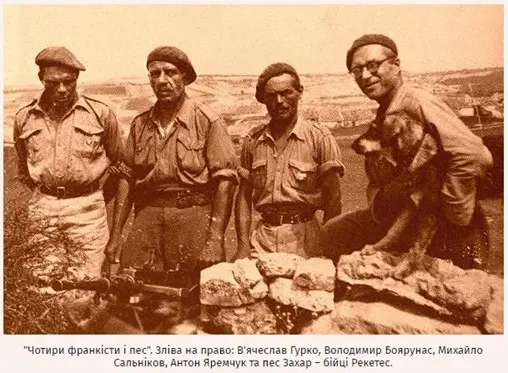 "Чотири франкісти і пес". Зліва на право: В'ячеслав Гурко, Володимир Боярунас, Михайло
Сальніков, Антон Яремчук та пес Захар – бійці Рекетес.